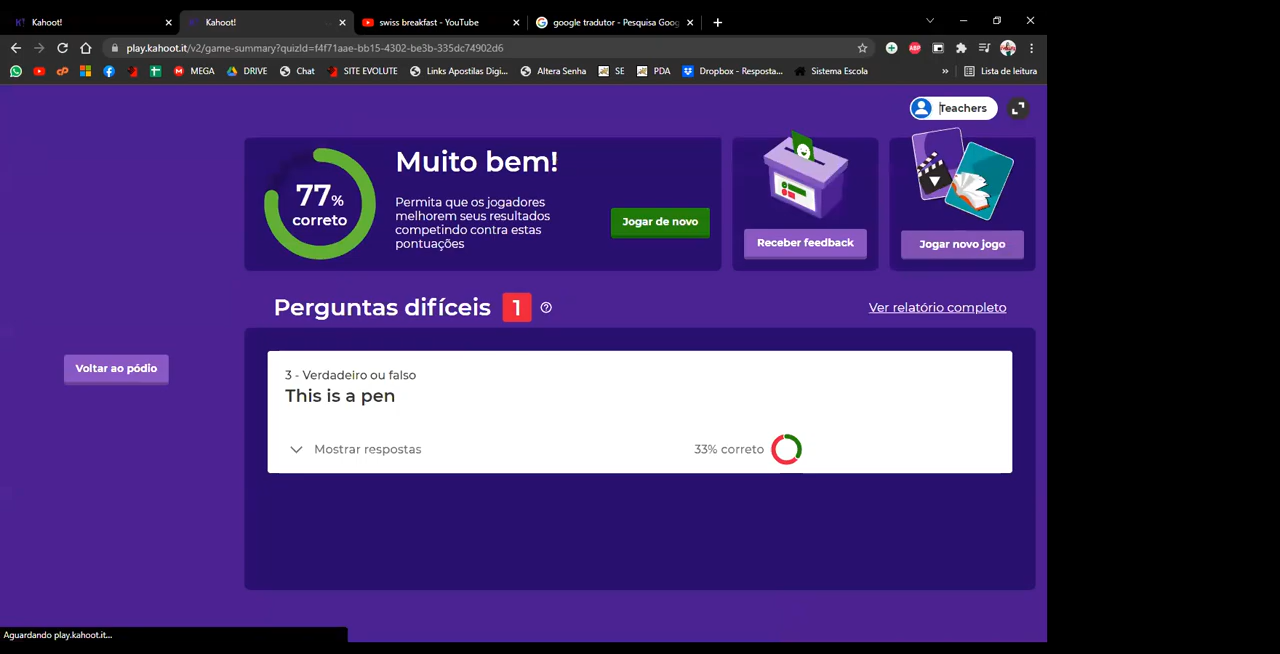 Kahoot!
Kahoot!
swiss breakfast - YouTube
google tradutor - Pesquisa Goog
play.kahoot.it/v2/game-summary?quizId=f4f71aae-bb15-4302-be3b-335dc74902d6
ABP
MEGA
DRIVE
Chat
SITE EVOLUTE
Links Apostilas Digi...
Altera Senha
SE
PDA
Dropbox - Resposta...
Sistema Escola
»
Lista de leitura
Teachers
77%
correto
Muito bem!
Permita que os jogadores
melhorem seus resultados
competindo contra estas
pontuações
Jogar de novo
Receber feedback
Jogar novo jogo
Perguntas difíceis 1
Ver relatório completo
Voltar ao pódio
3 - Verdadeiro ou falso
This is a pen
Mostrar respostas
33% correto
Aguardando play.kahoot.it...